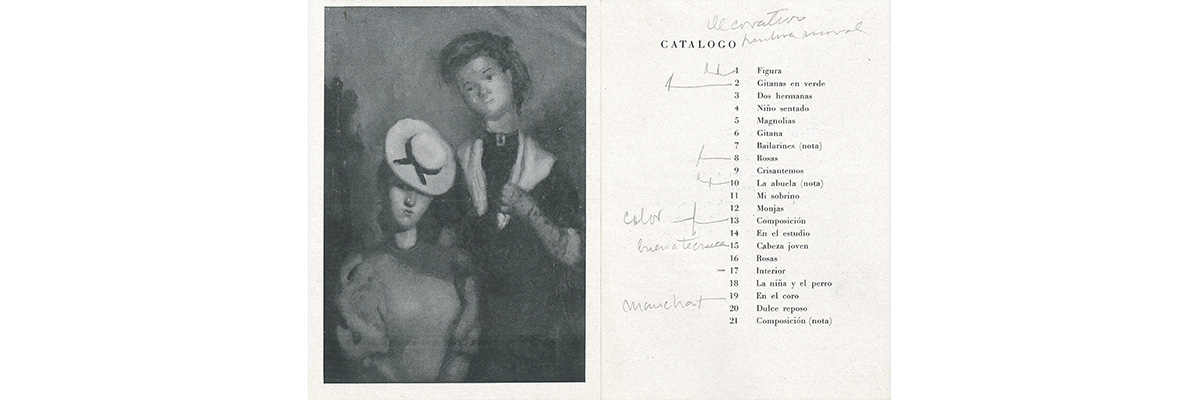 decorativo
CATALOGO pintura mural
1 Figura
2 Gitanas en verde
3 Dos hermanas
4 Niño sentado
5 Magnolias
6 Gitana
7 Bailarines (nota)
8 Rosas
9 Crisantemos
10 La abuela (nota)
11 Mi sobrino
12 Monjas
color 13 Composición
14 En el estudio
buena tecnica 15 Cabeza joven
16 Rosas
17 Interior
18 La niña y el perro
19 En el coro
20 Dulce reposo
21 Composición (nota)